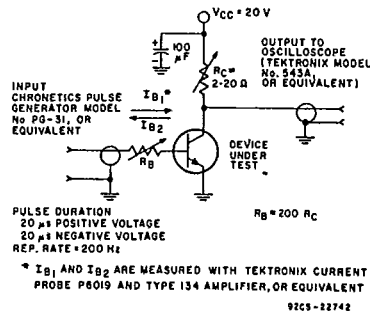 VCC = 20 V
100
μF
RC*
2-20 Ω
OUTPUT TO
OSCILLOSCOPE
(TEKTRONIX MODEL
No. 543A,
OR EQUIVALENT)
INPUT
CHRONETICS PULSE
GENERATOR MODEL
No PG-31, OR
EQUIVALENT
IB1*
IB2
RB
DEVICE
UNDER
TEST
PULSE DURATION
20 μs POSITIVE VOLTAGE
20 μs NEGATIVE VOLTAGE
REP. RATE = 200 Hz
RB = 200 RC
* IB1 AND IB2 ARE MEASURED WITH TEKTRONIX CURRENT
PROBE P6019 AND TYPE 134 AMPLIFIER, OR EQUIVALENT
92CS-22742